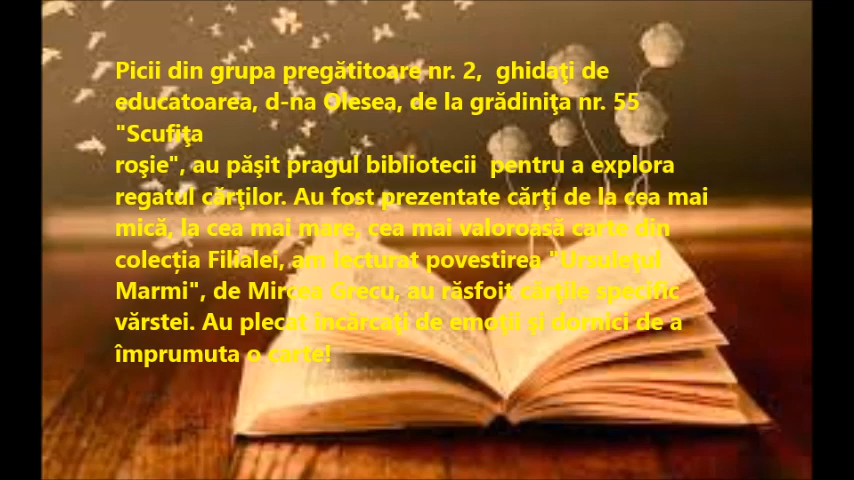 Picii din grupa pregătitoare nr. 2,  ghidaţi de
educatoarea, d-na Olesea, de la grădiniţa nr. 55
"Scufiţa
roşie", au păşit pragul bibliotecii  pentru a explora
regatul cărţilor. Au fost prezentate cărţi de la cea mai
mică, la cea mai mare, cea mai valoroasă carte din
colecția Filialei, am lecturat povestirea "Ursuleţul
Marmi", de Mircea Grecu, au răsfoit cărţile specific
vărstei. Au plecat încărcaţi de emoţii şi dornici de a
împrumuta o carte!